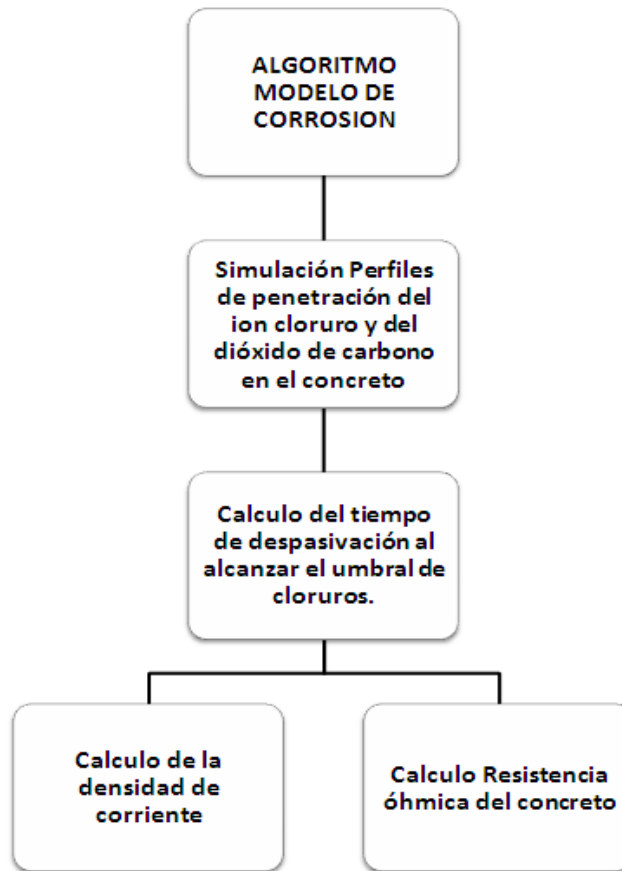 ALGORITMO
MODELO DE
CORROSION
Simulación Perfiles
de penetración del
ion cloruro y del
dióxido de carbono
en el concreto
Calculo del tiempo
de despasivación al
alcanzar el umbral de
cloruros.
Calculo de la
densidad de
corriente
Calculo Resistencia
óhmica del concreto